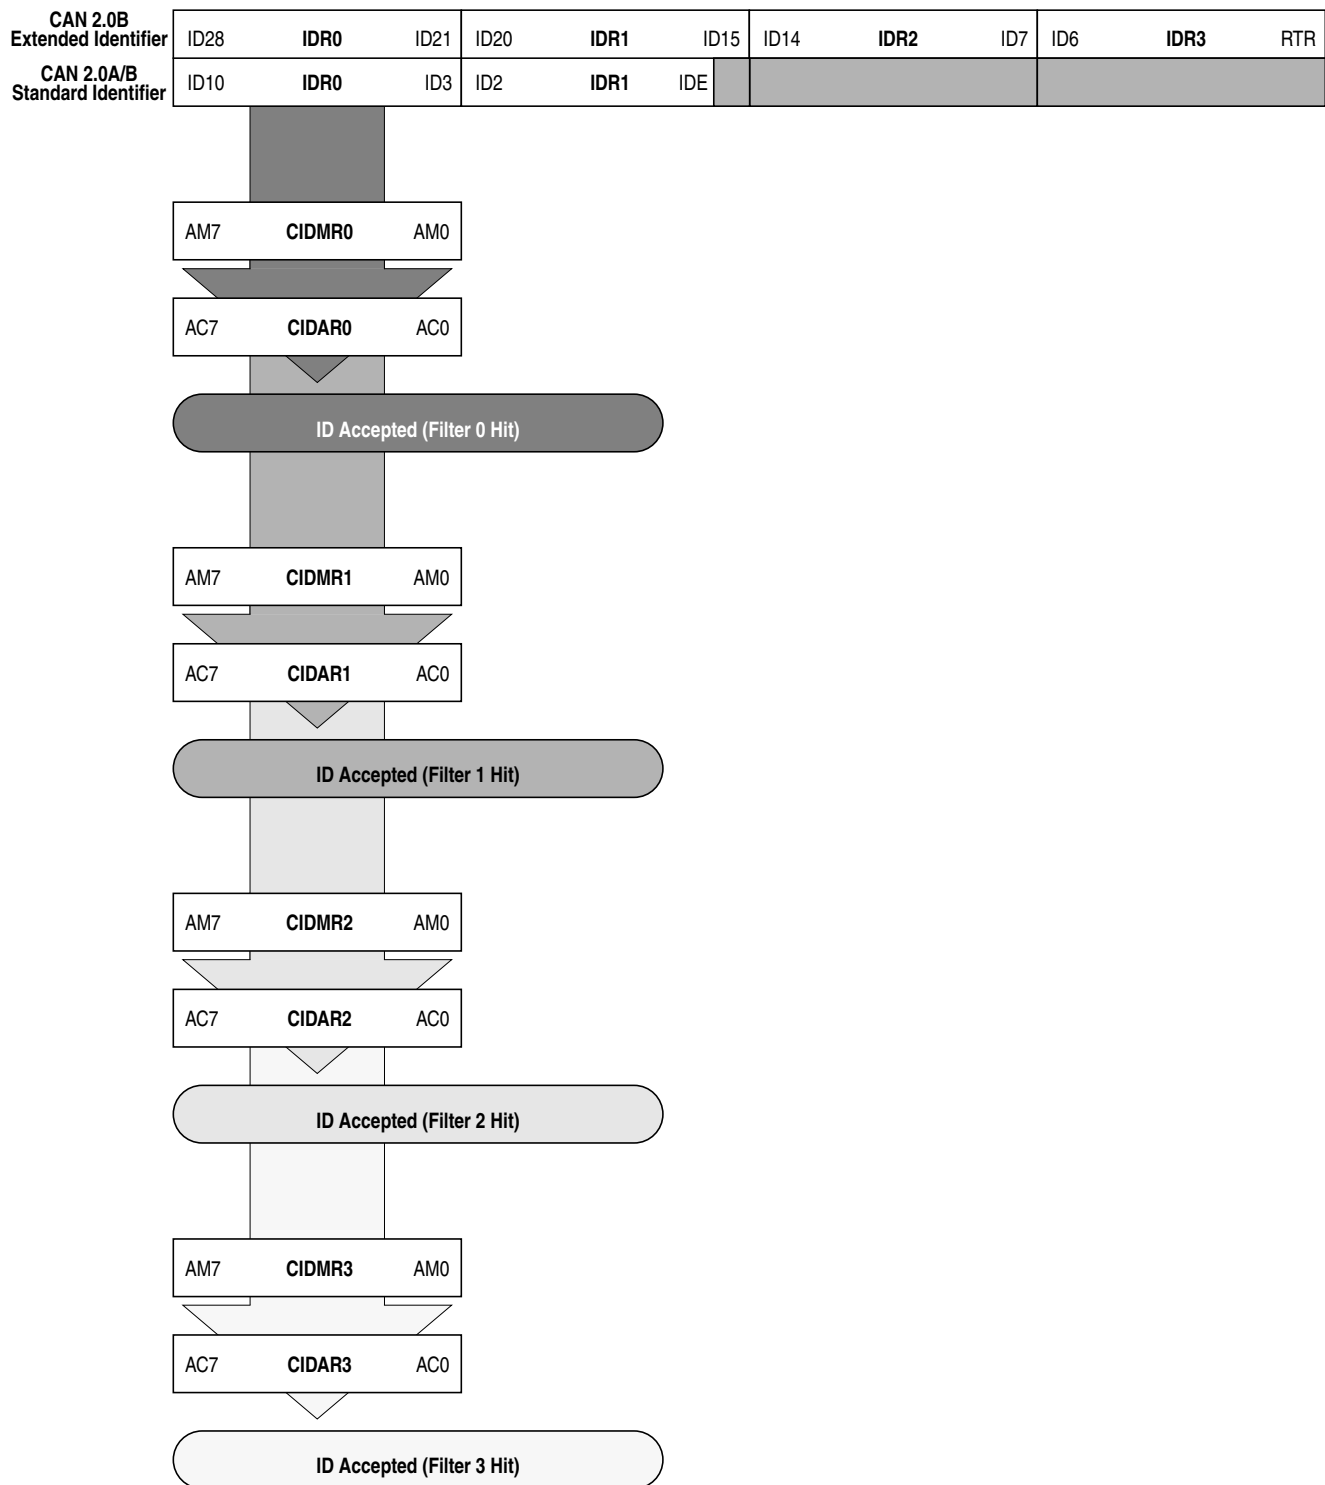 CAN 2.0B
Extended Identifier ID28 IDR0 ID21 ID20 IDR1 ID15 ID14 IDR2 ID7 ID6 IDR3 RTR
CAN 2.0A/B
Standard Identifier ID10 IDR0 ID3 ID2 IDR1 IDE
AM7 CIDMR0 AM0
AC7 CIDAR0 AC0
ID Accepted (Filter 0 Hit)
AM7 CIDMR1 AM0
AC7 CIDAR1 AC0
ID Accepted (Filter 1 Hit)
AM7 CIDMR2 AM0
AC7 CIDAR2 AC0
ID Accepted (Filter 2 Hit)
AM7 CIDMR3 AM0
AC7 CIDAR3 AC0
ID Accepted (Filter 3 Hit)